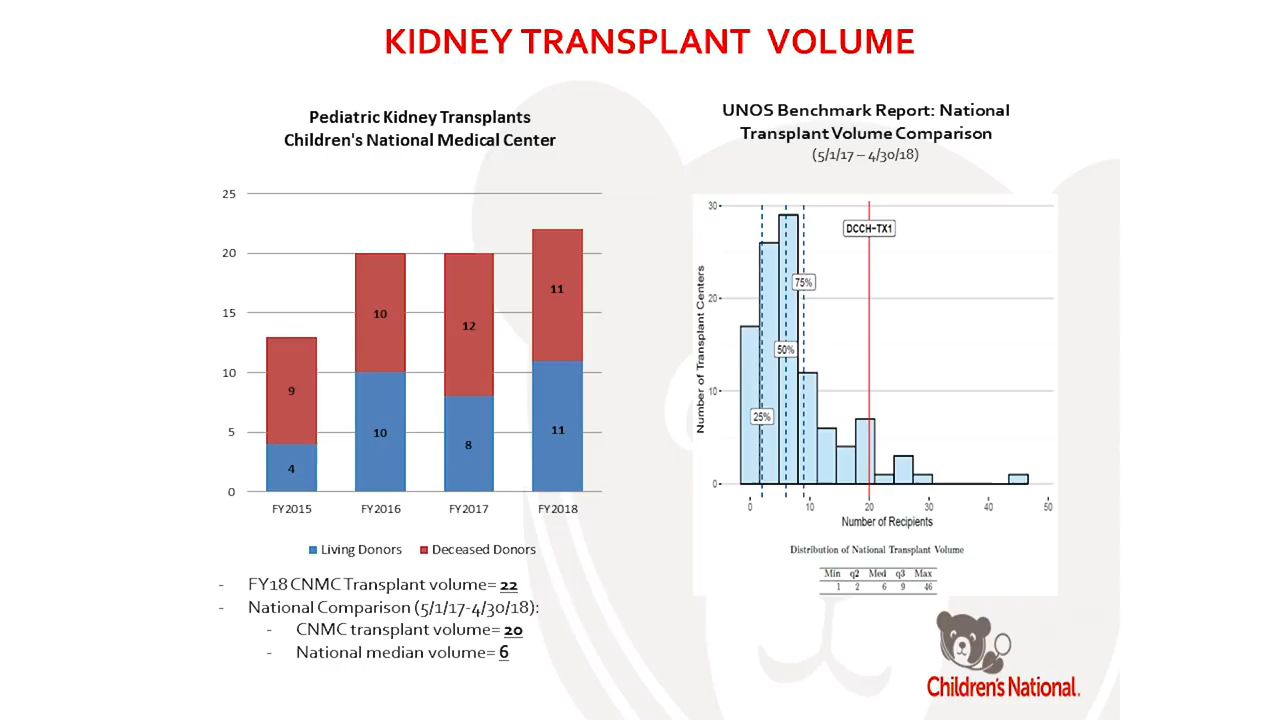 KIDNEY TRANSPLANT VOLUME
Pediatric Kidney Transplants
Children's National Medical Center
25
20
15
10
5
0
9
4
10
10
12
8
11
11
FY2015 FY2016 FY2017 FY2018
Living Donors Deceased Donors
- FY18 CNMC Transplant volume= 22
- National Comparison (5/1/17-4/30/18):
- CNMC transplant volume= 20
- National median volume= 6
UNOS Benchmark Report: National
Transplant Volume Comparison
(5/1/17 – 4/30/18)
Number of Transplant Centers
30
20
10
0
DCCH-TX1
75%
50%
25%
0 10 20 30 40 50
Number of Recipients
Distribution of National Transplant Volume
Min q2 Med q3 Max
1 2 6 9 46
Children's National.